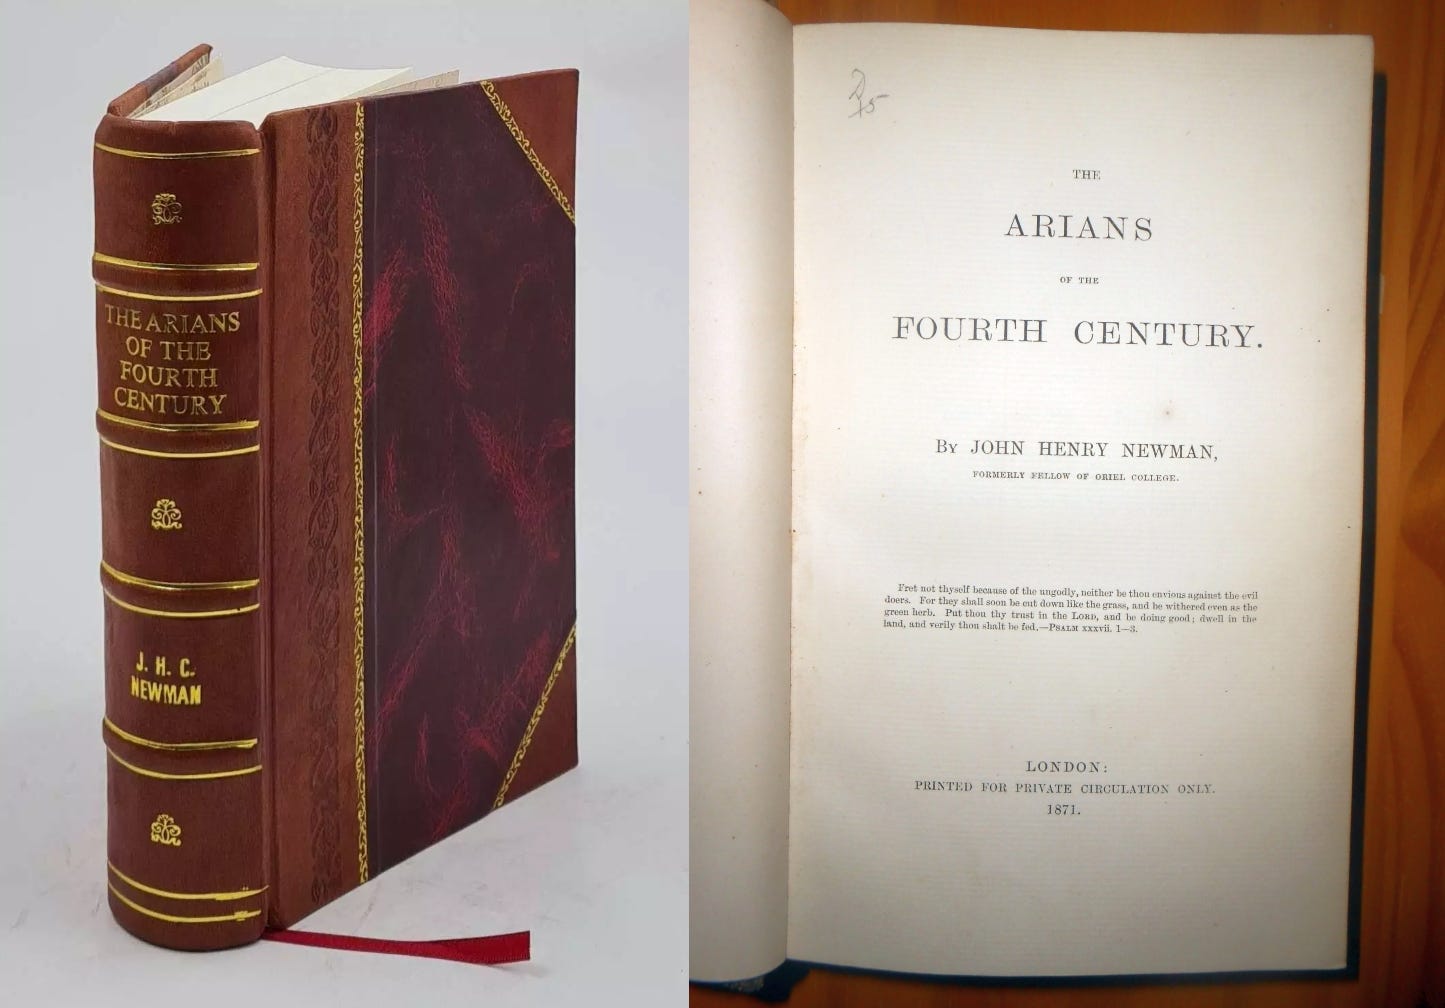 THE ARIANS
OF THE
FOURTH
CENTURY
J. H. C.
NEWMAN
THE
ARIANS
OF THE
FOURTH CENTURY.
BY JOHN HENRY NEWMAN,
FORMERLY FELLOW OF ORIEL COLLEGE.
Fret not thyself because of the ungodly, neither be thou envious against the evil
doers. For they shall soon be cut down like the grass, and be withered even as the
green herb. Put thou thy trust in the LORD, and be doing good; dwell in the
land, and verily thou shalt be fed.—PSALM xxxvii. 1—3.
LONDON:
PRINTED FOR PRIVATE CIRCULATION ONLY.
1871.